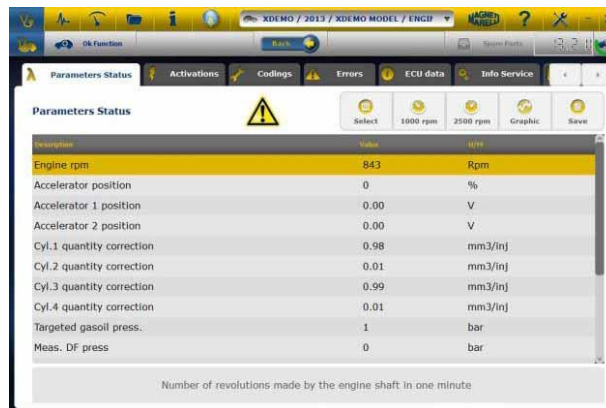 XDEMO / 2013 / XDEMO MODEL / ENGIF
MAGNETI
MARELLI
?
Ok Function
Back
Spare Parts
Parameters Status
Activations
Codings
Errors
ECU data
Info Service
Parameters Status
Select
1000 rpm
2500 rpm
Graphic
Save
Description Value U/M
Engine rpm 843 Rpm
Accelerator position 0 %
Accelerator 1 position 0.00 V
Accelerator 2 position 0.00 V
Cyl.1 quantity correction 0.98 mm3/inj
Cyl.2 quantity correction 0.01 mm3/inj
Cyl.3 quantity correction 0.99 mm3/inj
Cyl.4 quantity correction 0.01 mm3/inj
Targeted gasoil press. 1 bar
Meas. DF press 0 bar
Number of revolutions made by the engine shaft in one minute